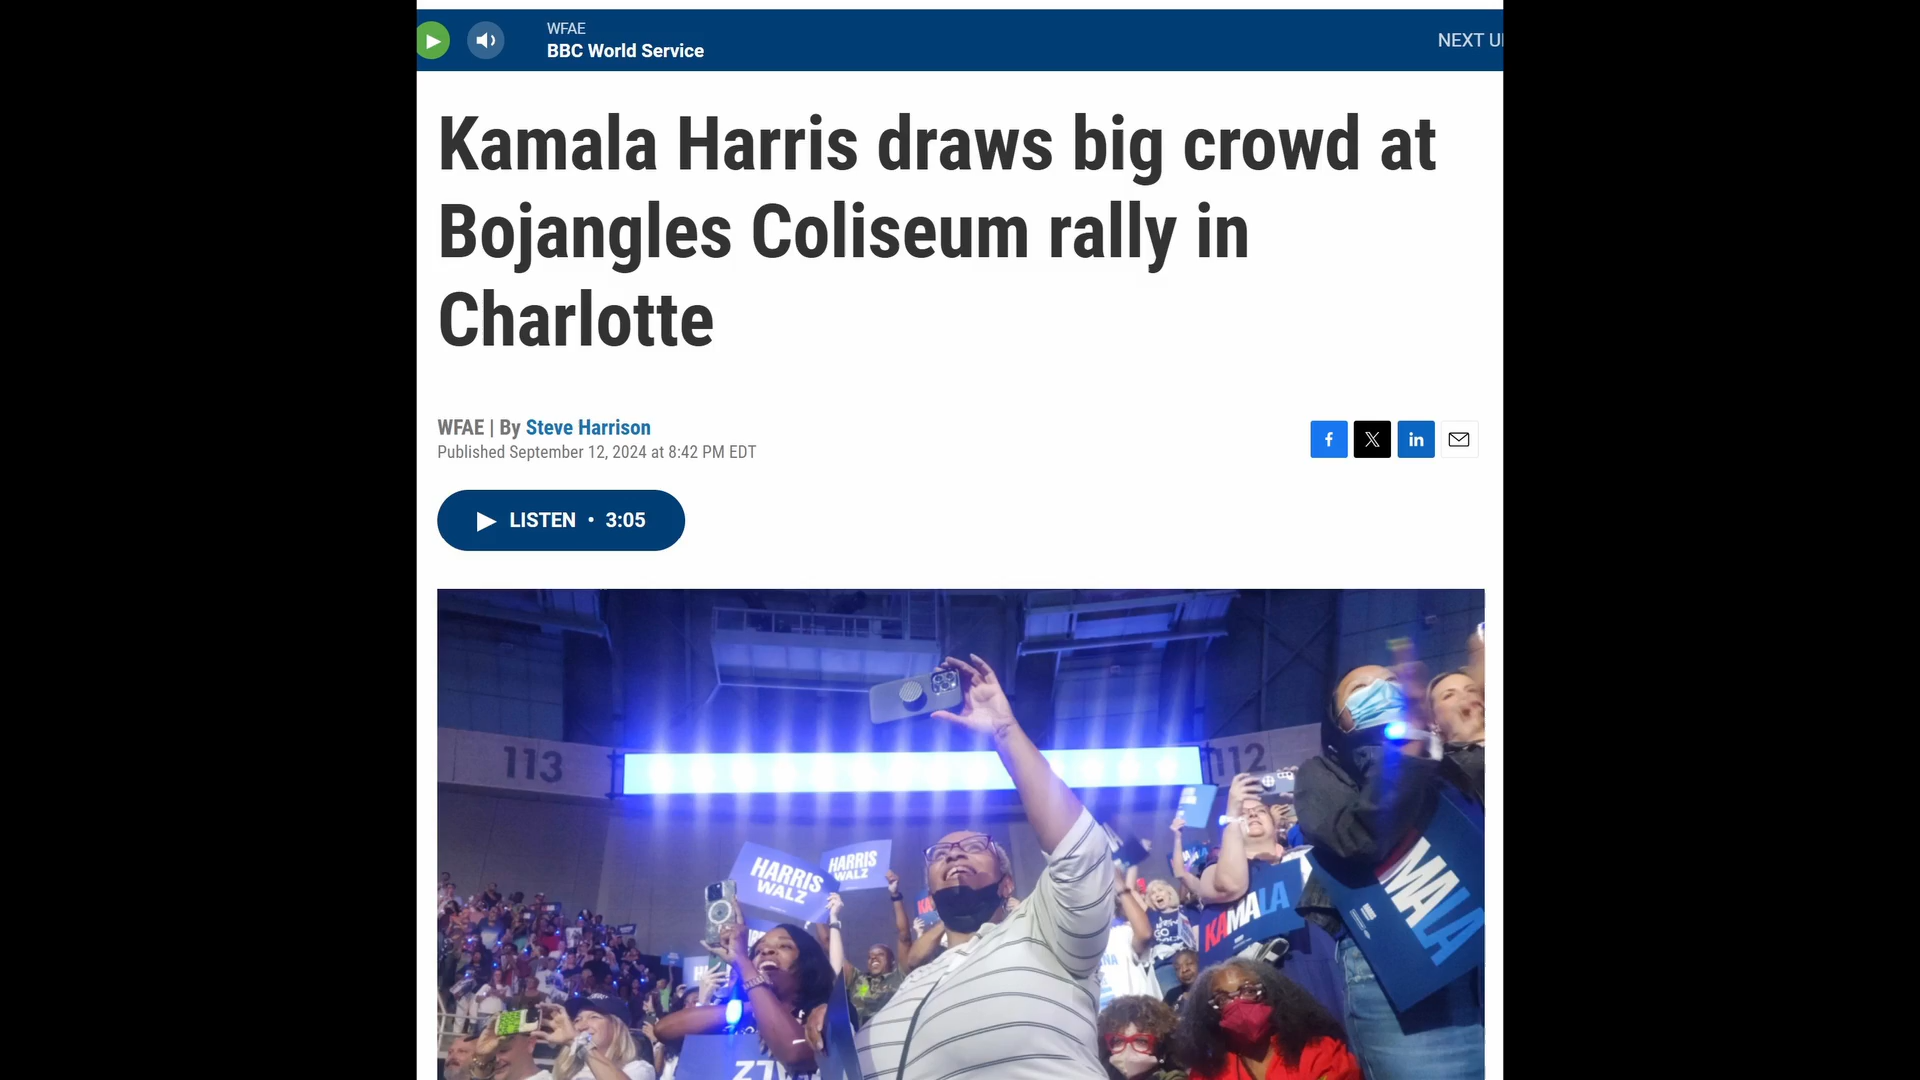 WFAE
BBC World Service
NEXT U
Kamala Harris draws big crowd at
Bojangles Coliseum rally in
Charlotte
WFAE | By Steve Harrison
Published September 12, 2024 at 8:42 PM EDT
LISTEN • 3:05
113
112
HARRIS
WALZ
HARRIS
WALZ
KAMALA
MALA